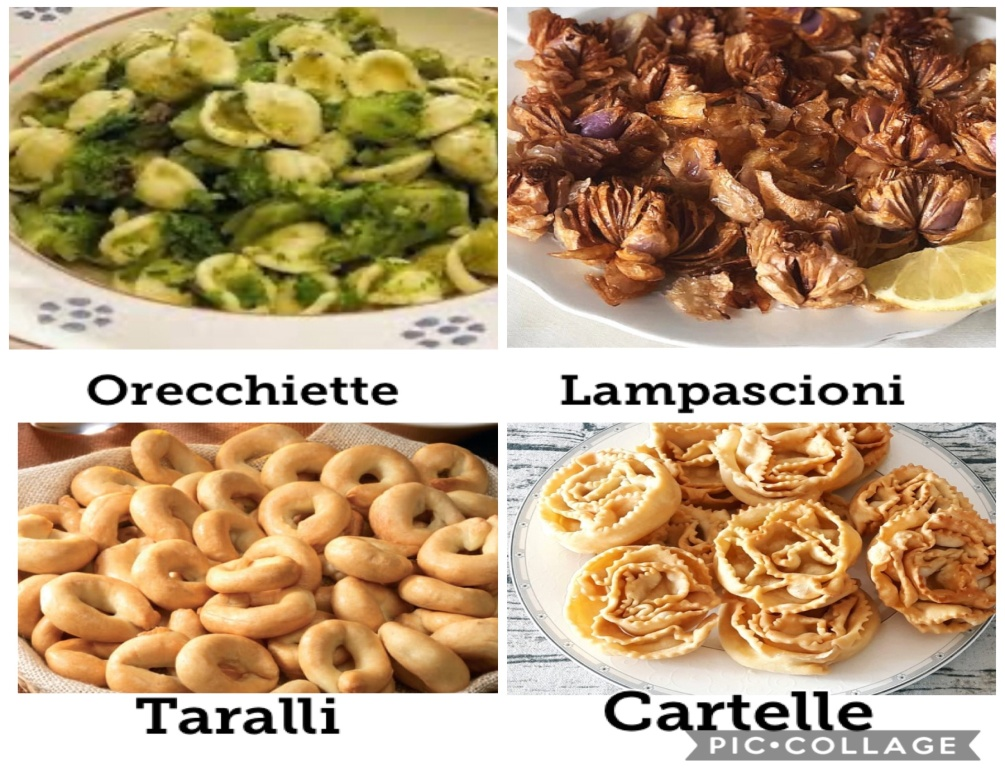 Orecchiette
Lampascioni
Taralli
Cartelle
PIC•COLLAGE